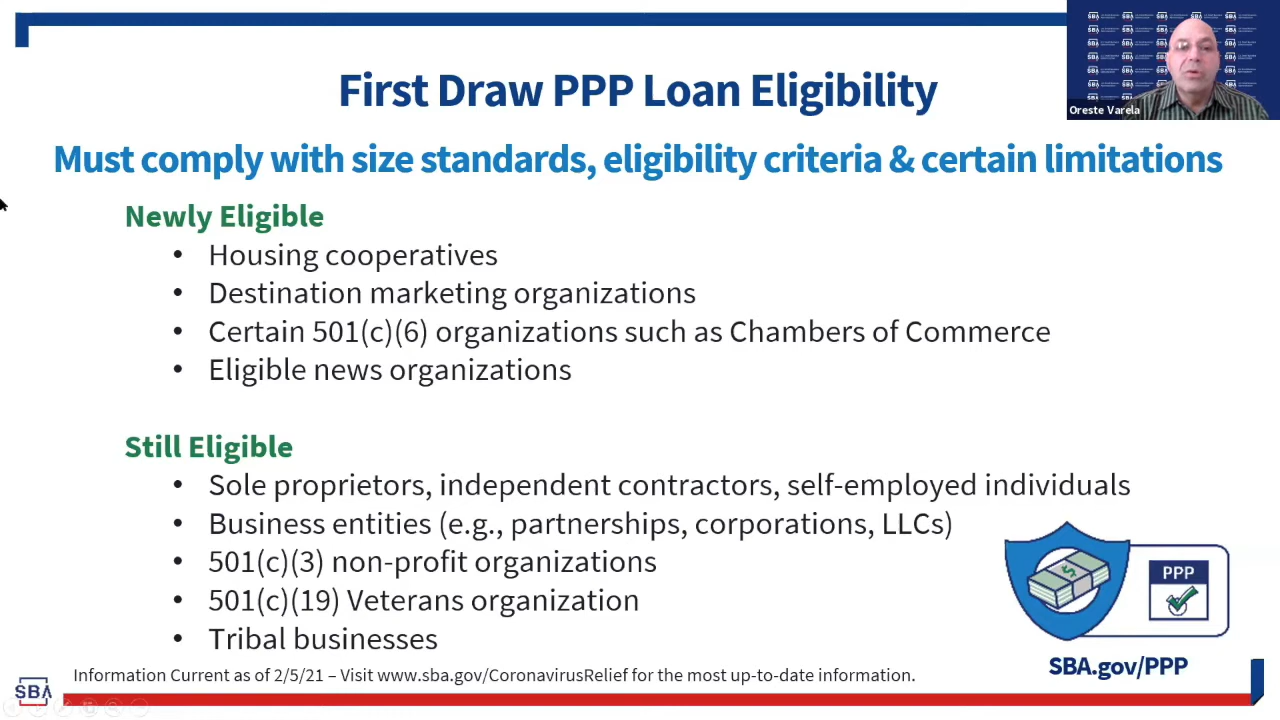 First Draw PPP Loan Eligibility
Oreste Varela
Must comply with size standards, eligibility criteria & certain limitations
Newly Eligible
• Housing cooperatives
• Destination marketing organizations
• Certain 501(c)(6) organizations such as Chambers of Commerce
• Eligible news organizations
Still Eligible
• Sole proprietors, independent contractors, self-employed individuals
• Business entities (e.g., partnerships, corporations, LLCs)
• 501(c)(3) non-profit organizations
• 501(c)(19) Veterans organization
• Tribal businesses
PPP
SBA.gov/PPP
Information Current as of 2/5/21 – Visit www.sba.gov/CoronavirusRelief for the most up-to-date information.
SBA